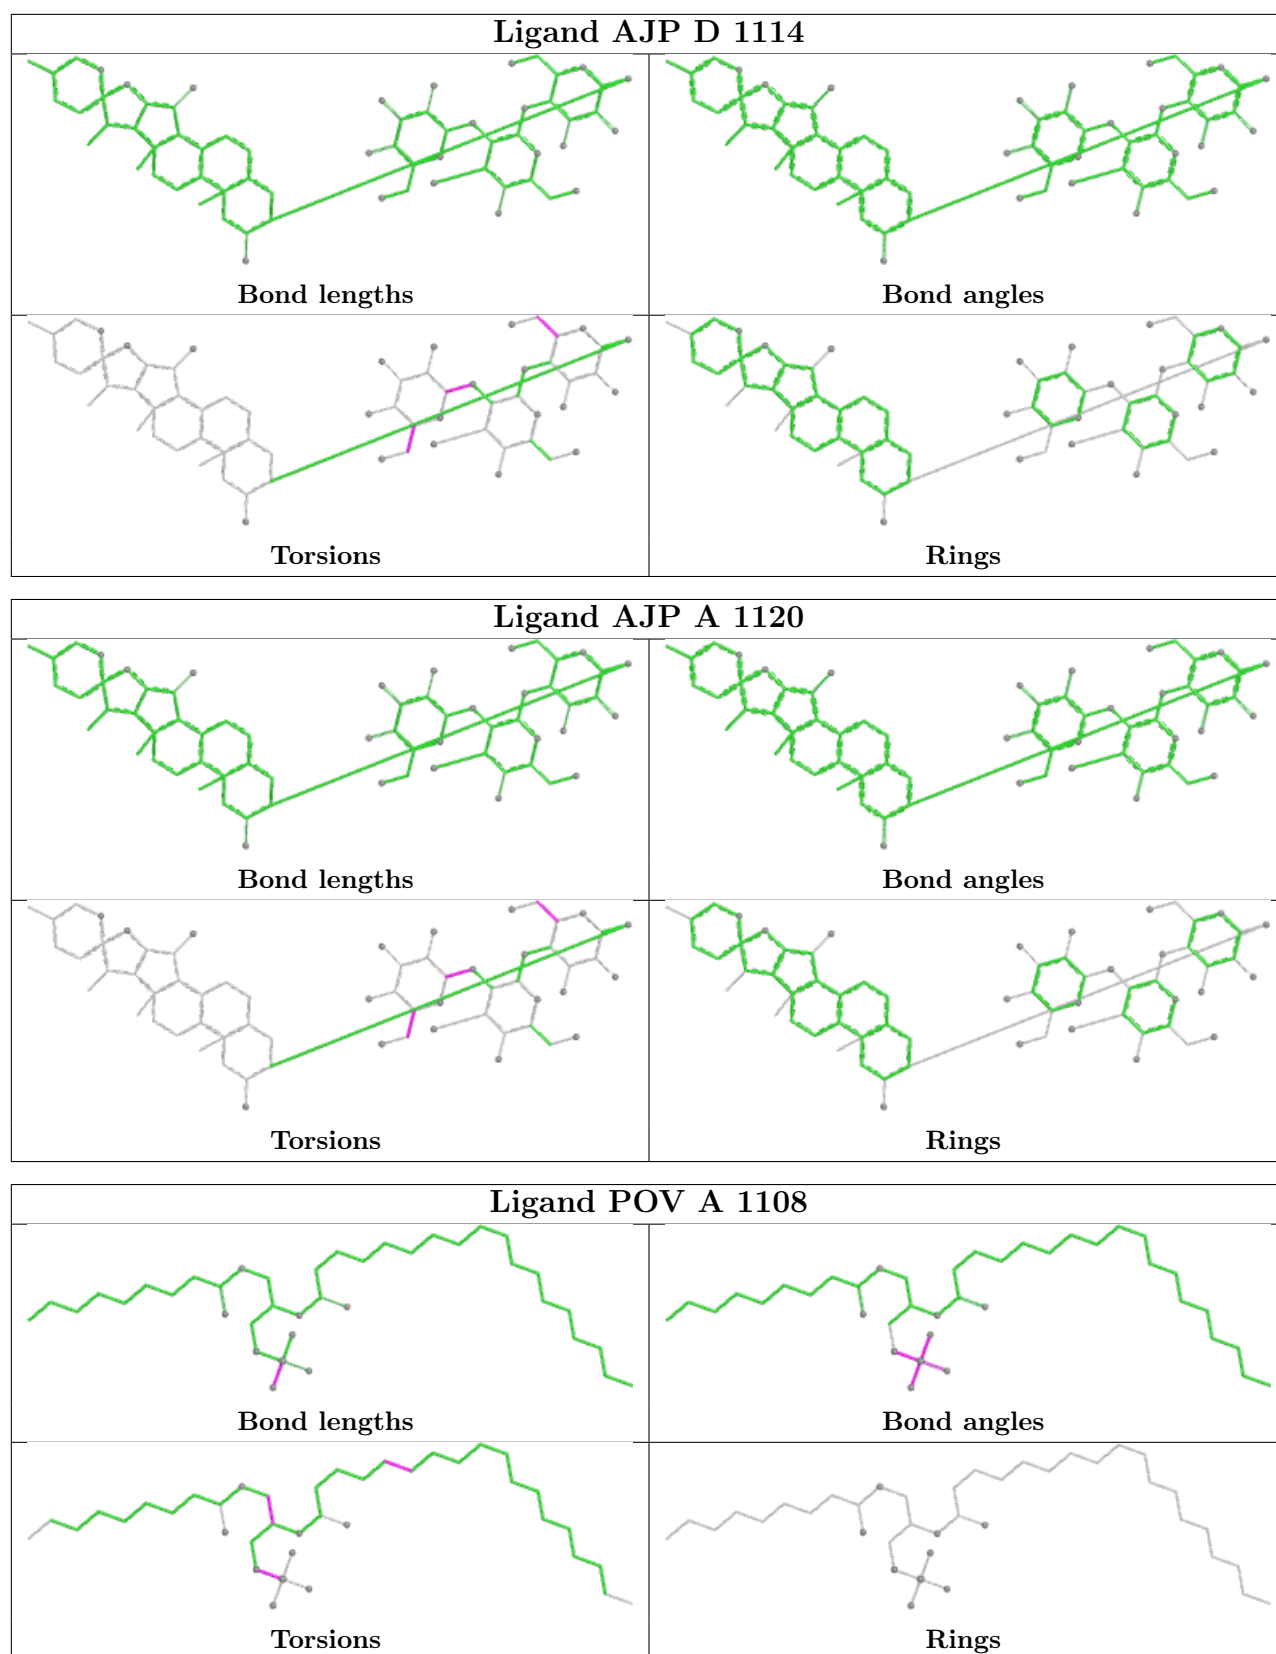 Ligand AJP D 1114
Bond lengths
Bond angles
Torsions
Rings
Ligand AJP A 1120
Bond lengths
Bond angles
Torsions
Rings
Ligand POV A 1108
Bond lengths
Bond angles
Torsions
Rings